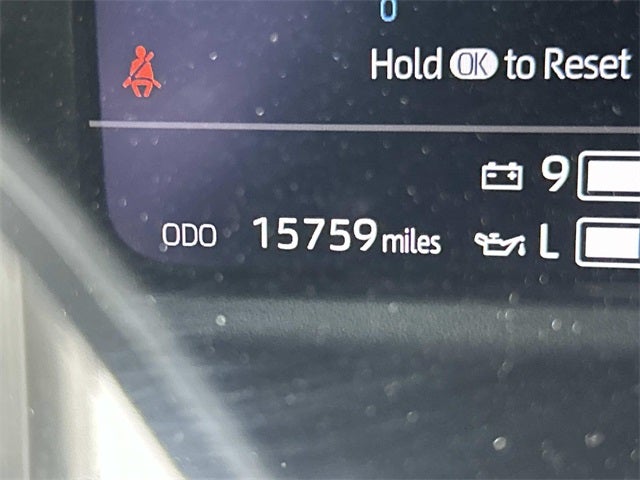 0
Hold OK to Reset
9
ODO 15759 miles L